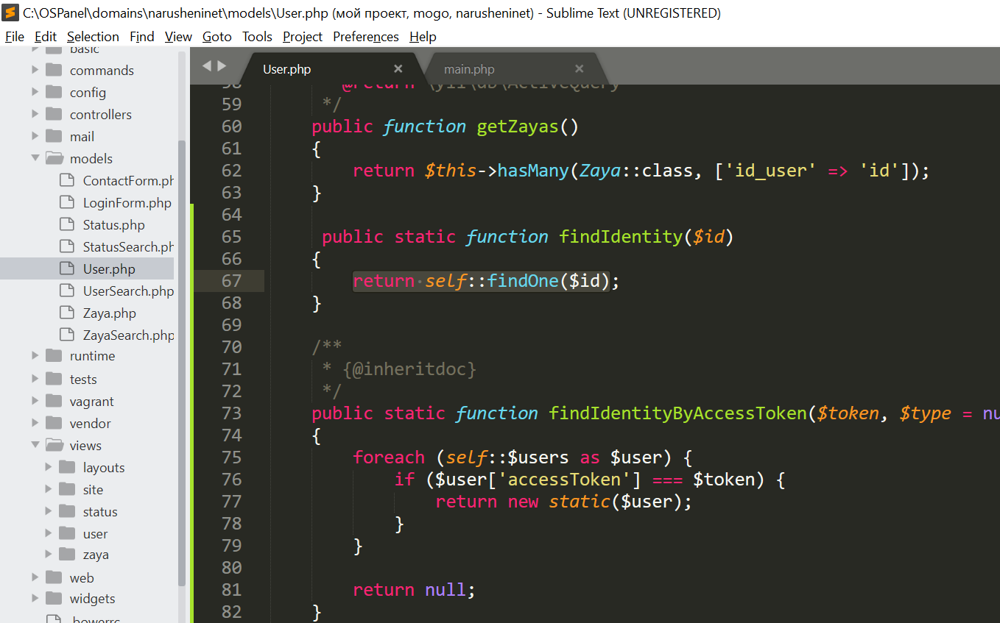 C:\OSPanel\domains\narusheninet\models\User.php (мой проект, mogo, narusheninet) - Sublime Text (UNREGISTERED)
File Edit Selection Find View Goto Tools Project Preferences Help
basic
commands
config
controllers
mail
models
ContactForm.ph
LoginForm.php
Status.php
StatusSearch.ph
User.php
UserSearch.php
Zaya.php
ZayaSearch.php
runtime
tests
vagrant
vendor
views
layouts
site
status
user
zaya
web
widgets
.bowerrc
User.php × main.php ×
58 @return \yii\db\ActiveQuery
59 */
60 public function getZayas()
61 {
62 return $this->hasMany(Zaya::class, ['id_user' => 'id']);
63 }
64
65 public static function findIdentity($id)
66 {
67 return self::findOne($id);
68 }
69
70 /**
71 * {@inheritdoc}
72 */
73 public static function findIdentityByAccessToken($token, $type = nu
74 {
75 foreach (self::$users as $user) {
76 if ($user['accessToken'] === $token) {
77 return new static($user);
78 }
79 }
80
81 return null;
82 }